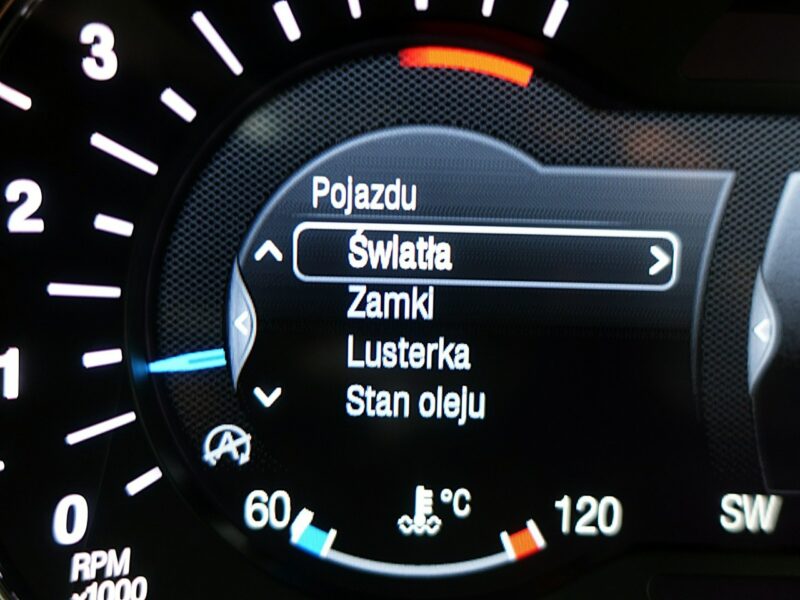 3
2
1
0
RPM
x1000
Pojazdu
Światła
Zamki
Lusterka
Stan oleju
60
°C
120
SW